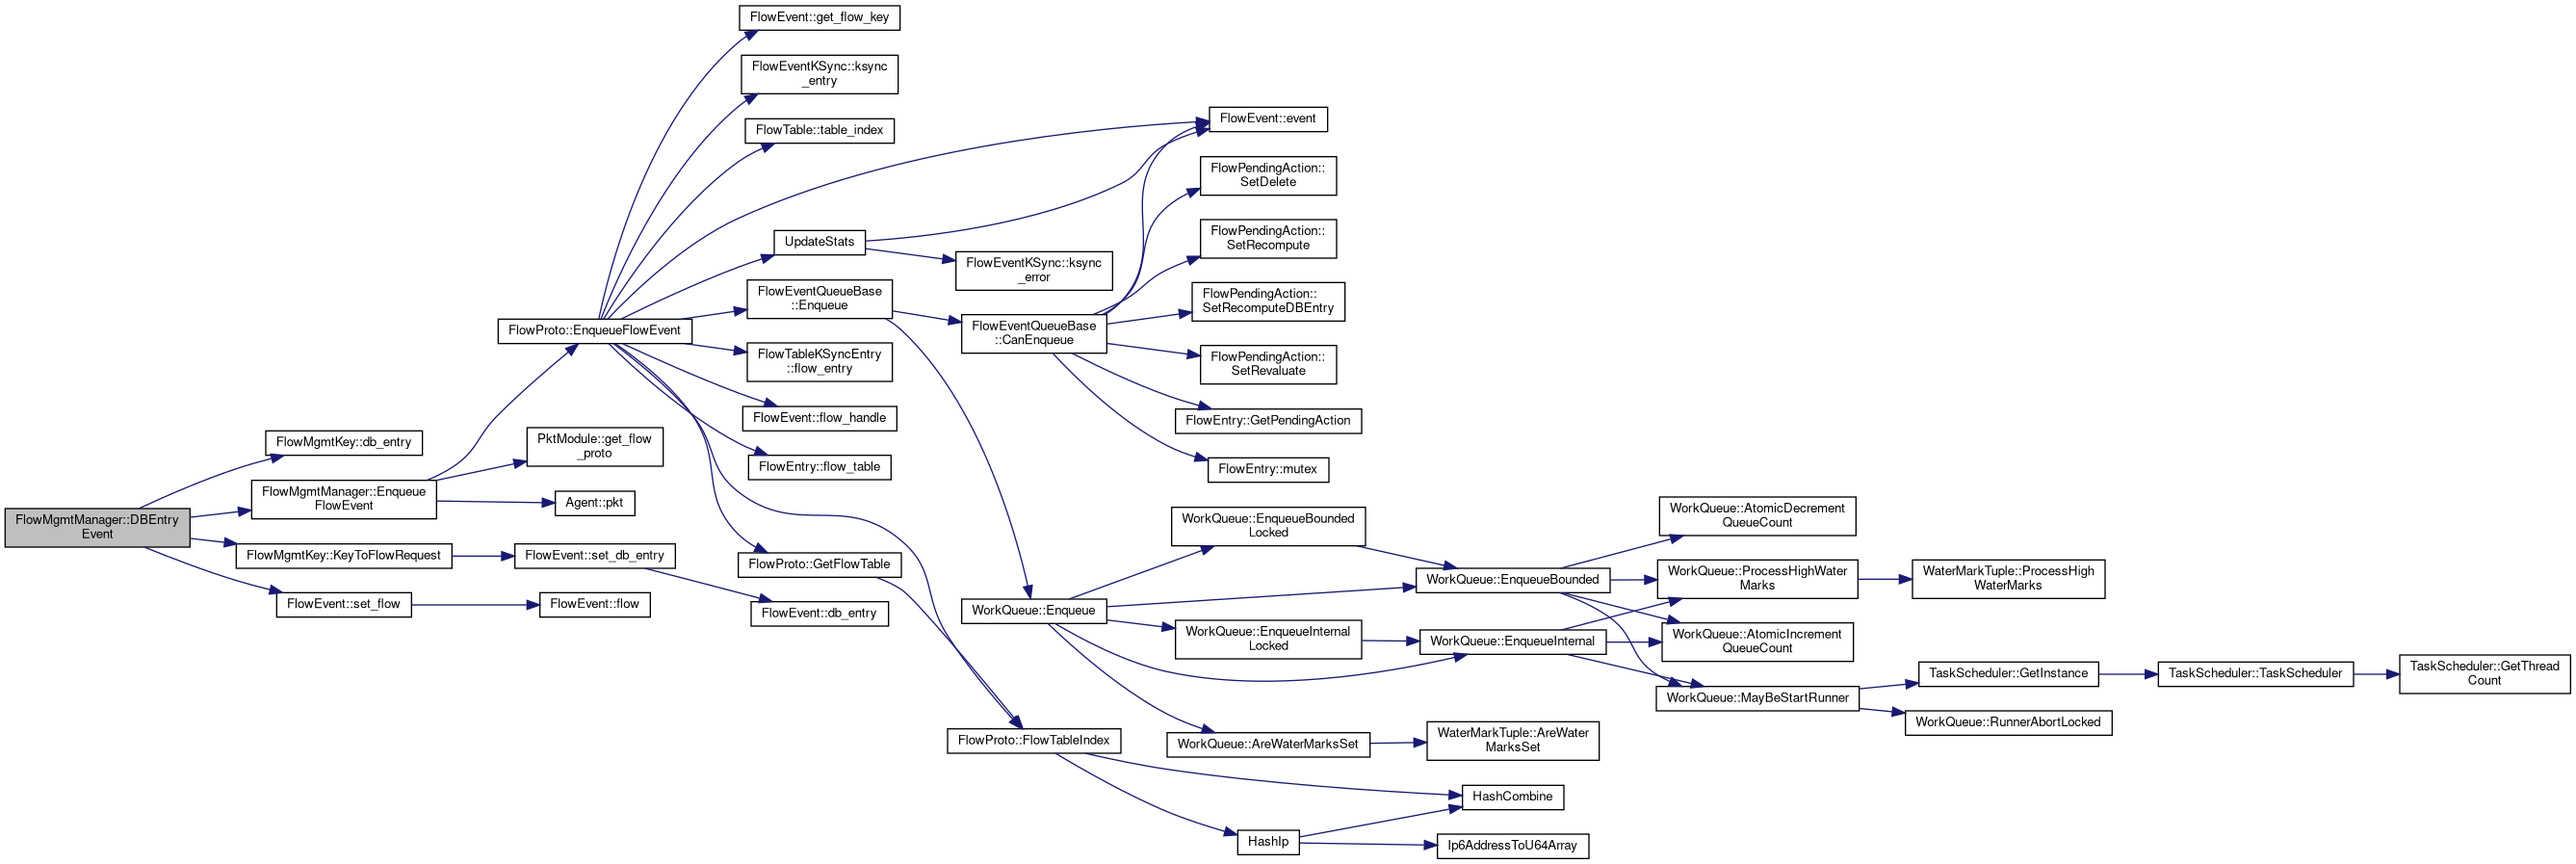 FlowMgmtManager::DBEntry
Event
FlowMgmtKey::db_entry
FlowMgmtManager::Enqueue
FlowEvent
FlowMgmtKey::KeyToFlowRequest
FlowEvent::set_flow
FlowProto::EnqueueFlowEvent
PktModule::get_flow
_proto
Agent::pkt
FlowEvent::set_db_entry
FlowEvent::flow
FlowEvent::get_flow_key
FlowEventKSync::ksync
_entry
FlowTable::table_index
UpdateStats
FlowEventQueueBase
::Enqueue
FlowTableKSyncEntry
::flow_entry
FlowEvent::flow_handle
FlowEntry::flow_table
FlowProto::GetFlowTable
FlowEvent::db_entry
FlowEventKSync::ksync
_error
FlowEventQueueBase
::CanEnqueue
WorkQueue::Enqueue
FlowProto::FlowTableIndex
FlowEvent::event
FlowPendingAction::
SetDelete
FlowPendingAction::
SetRecompute
FlowPendingAction::
SetRecomputeDBEntry
FlowPendingAction::
SetRevaluate
FlowEntry::GetPendingAction
FlowEntry::mutex
WorkQueue::EnqueueBounded
Locked
WorkQueue::EnqueueInternal
Locked
WorkQueue::AreWaterMarksSet
HashIp
WorkQueue::EnqueueBounded
WorkQueue::EnqueueInternal
WaterMarkTuple::AreWater
MarksSet
HashCombine
Ip6AddressToU64Array
WorkQueue::AtomicDecrement
QueueCount
WorkQueue::ProcessHighWater
Marks
WorkQueue::AtomicIncrement
QueueCount
WorkQueue::MayBeStartRunner
WaterMarkTuple::ProcessHigh
WaterMarks
TaskScheduler::GetInstance
WorkQueue::RunnerAbortLocked
TaskScheduler::TaskScheduler
TaskScheduler::GetThread
Count